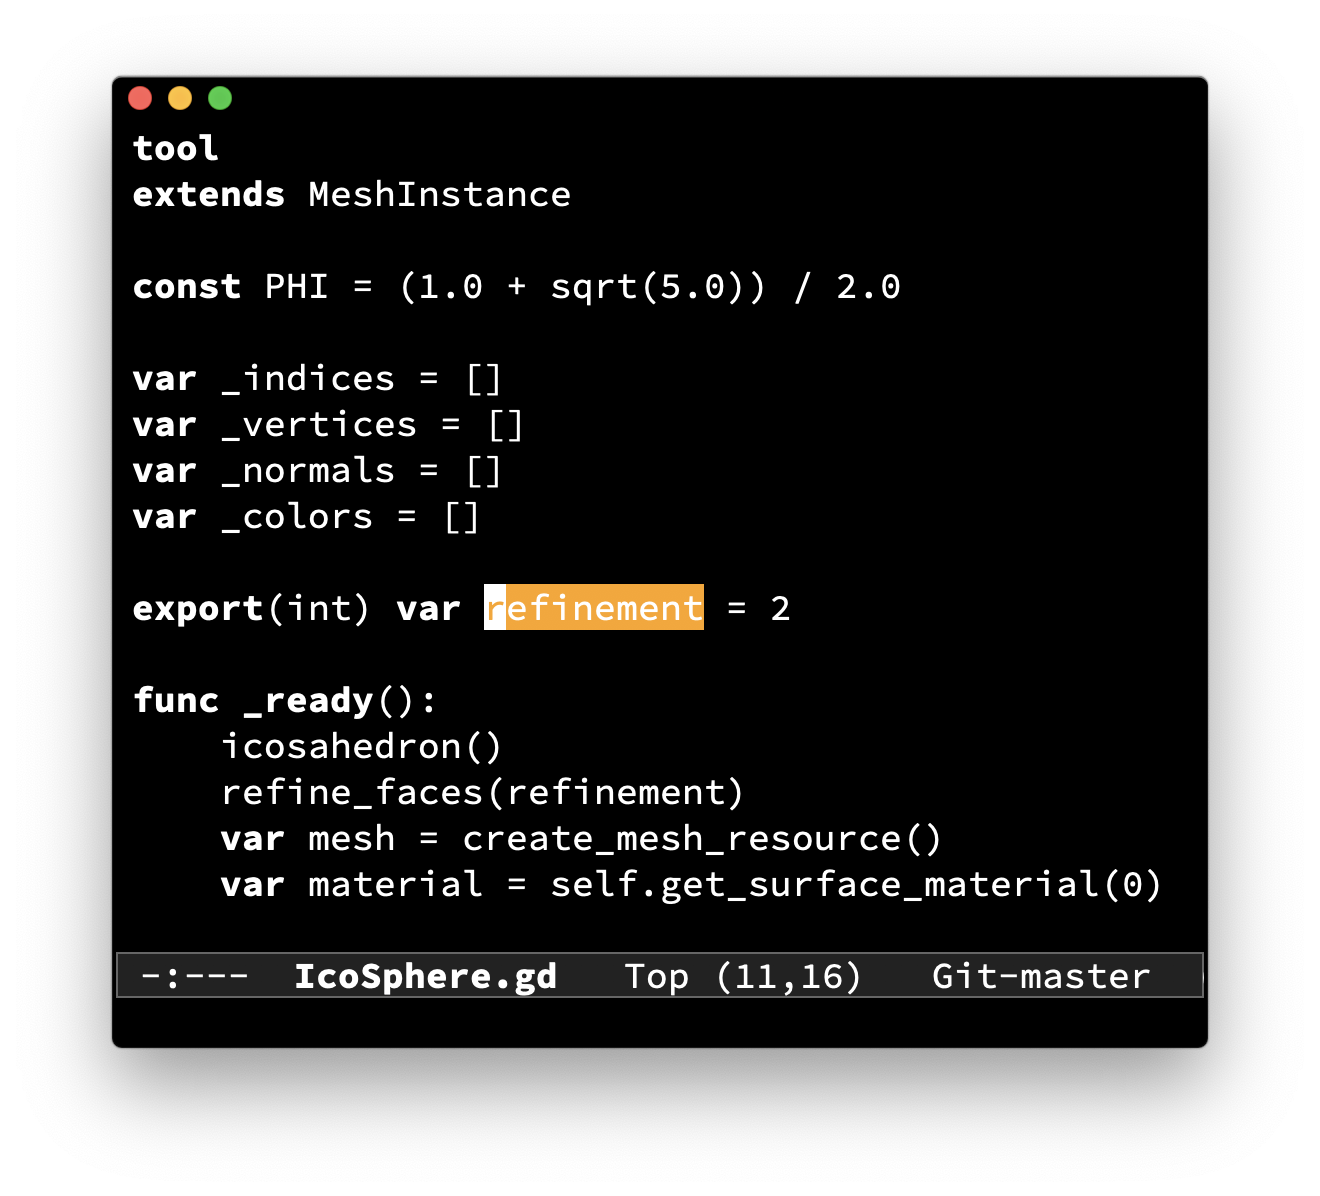 tool
extends MeshInstance
const PHI = (1.0 + sqrt(5.0)) / 2.0
var _indices = []
var _vertices = []
var _normals = []
var _colors = []
export(int) var refinement = 2
func _ready():
    icosahedron()
    refine_faces(refinement)
    var mesh = create_mesh_resource()
    var material = self.get_surface_material(0)
-:---  IcoSphere.gd   Top (11,16)   Git-master